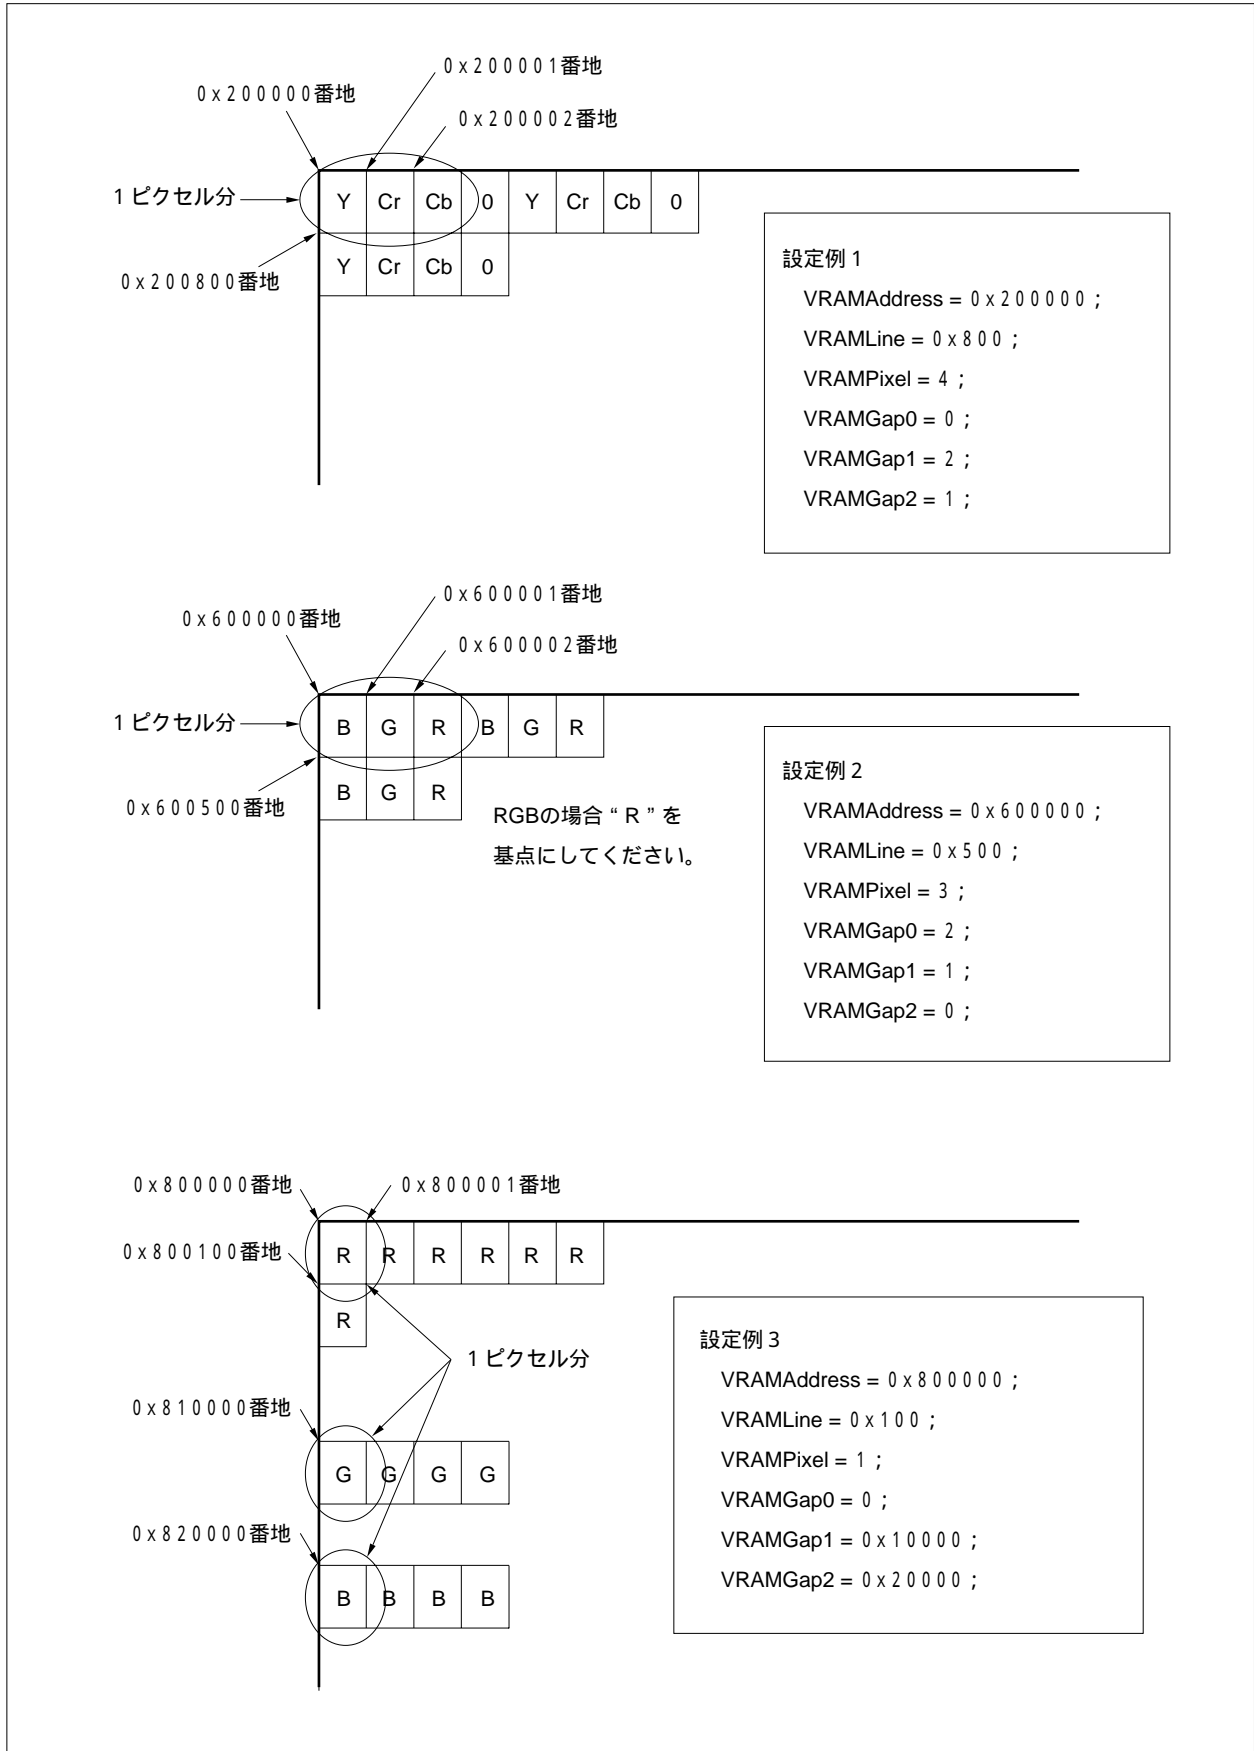 0x200001番地
0x200000番地
0x200002番地
1ピクセル分
Y Cr Cb 0 Y Cr Cb 0
Y Cr Cb 0
0x200800番地
設定例1
VRAMAddress = 0x200000;
VRAMLine = 0x800;
VRAMPixel = 4;
VRAMGap0 = 0;
VRAMGap1 = 2;
VRAMGap2 = 1;
0x600001番地
0x600000番地
0x600002番地
1ピクセル分
B G R B G R
B G R
0x600500番地
RGBの場合“R”を
基点にしてください。
設定例2
VRAMAddress = 0x600000;
VRAMLine = 0x500;
VRAMPixel = 3;
VRAMGap0 = 2;
VRAMGap1 = 1;
VRAMGap2 = 0;
0x800000番地
0x800001番地
0x800100番地
R R R R R R
R
1ピクセル分
0x810000番地
G G G G
0x820000番地
B B B B
設定例3
VRAMAddress = 0x800000;
VRAMLine = 0x100;
VRAMPixel = 1;
VRAMGap0 = 0;
VRAMGap1 = 0x10000;
VRAMGap2 = 0x20000;